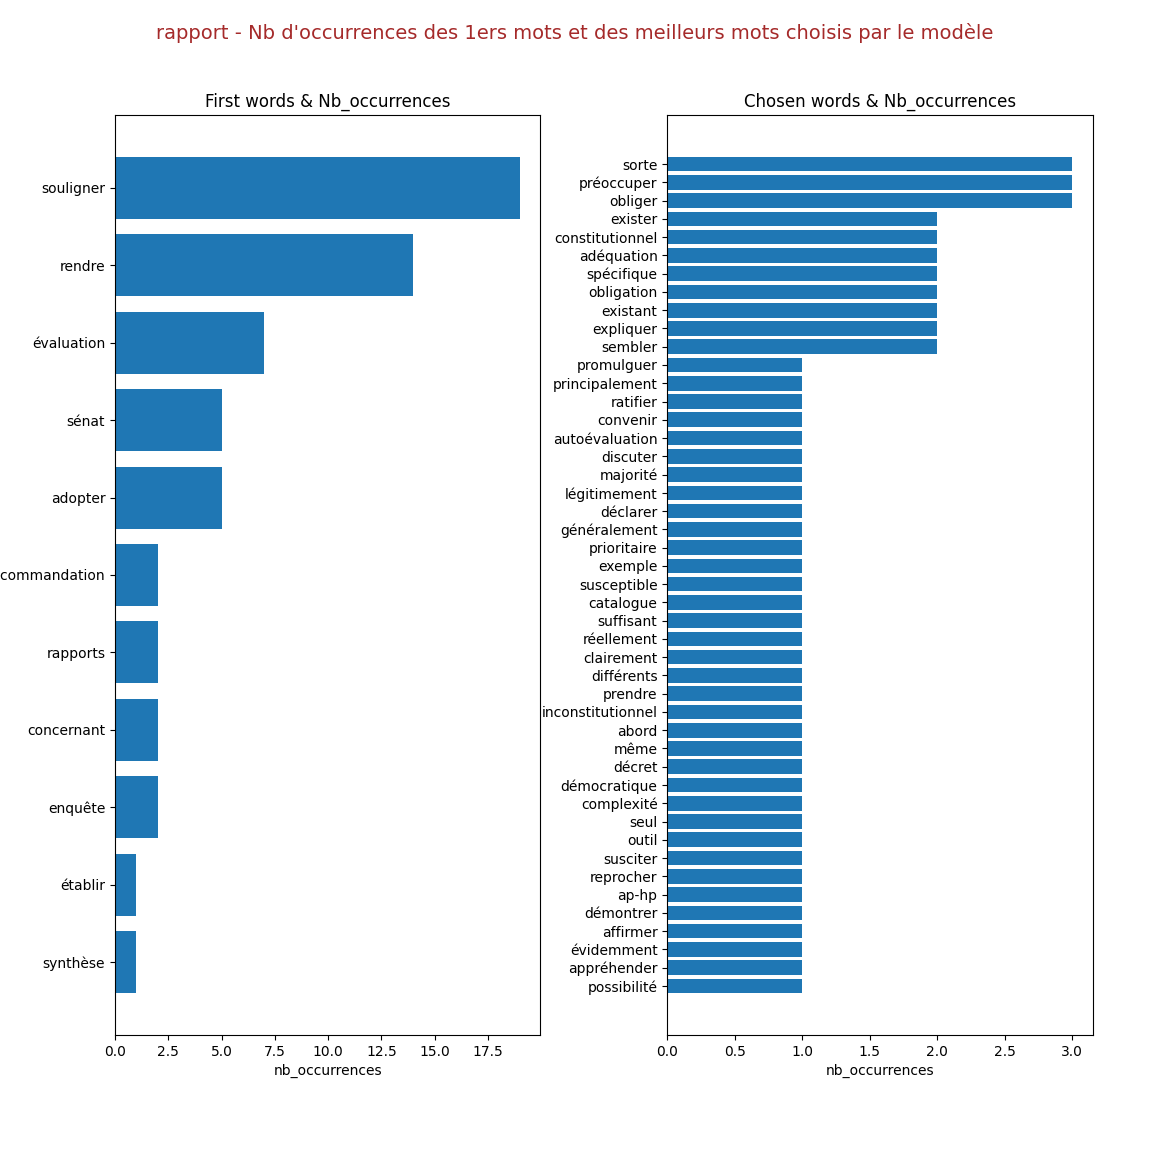 rapport - Nb d'occurrences des 1ers mots et des meilleurs mots choisis par le modèle
First words & Nb_occurrences
souligner
rendre
évaluation
sénat
adopter
commandation
rapports
concernant
enquête
établir
synthèse
0.0 2.5 5.0 7.5 10.0 12.5 15.0 17.5
nb_occurrences
Chosen words & Nb_occurrences
sorte
préoccuper
obliger
exister
constitutionnel
adéquation
spécifique
obligation
existant
expliquer
sembler
promulguer
principalement
ratifier
convenir
autoévaluation
discuter
majorité
légitimement
déclarer
généralement
prioritaire
exemple
susceptible
catalogue
suffisant
réellement
clairement
différents
prendre
inconstitutionnel
abord
même
décret
démocratique
complexité
seul
outil
susciter
reprocher
ap-hp
démontrer
affirmer
évidemment
appréhender
possibilité
0.0 0.5 1.0 1.5 2.0 2.5 3.0
nb_occurrences